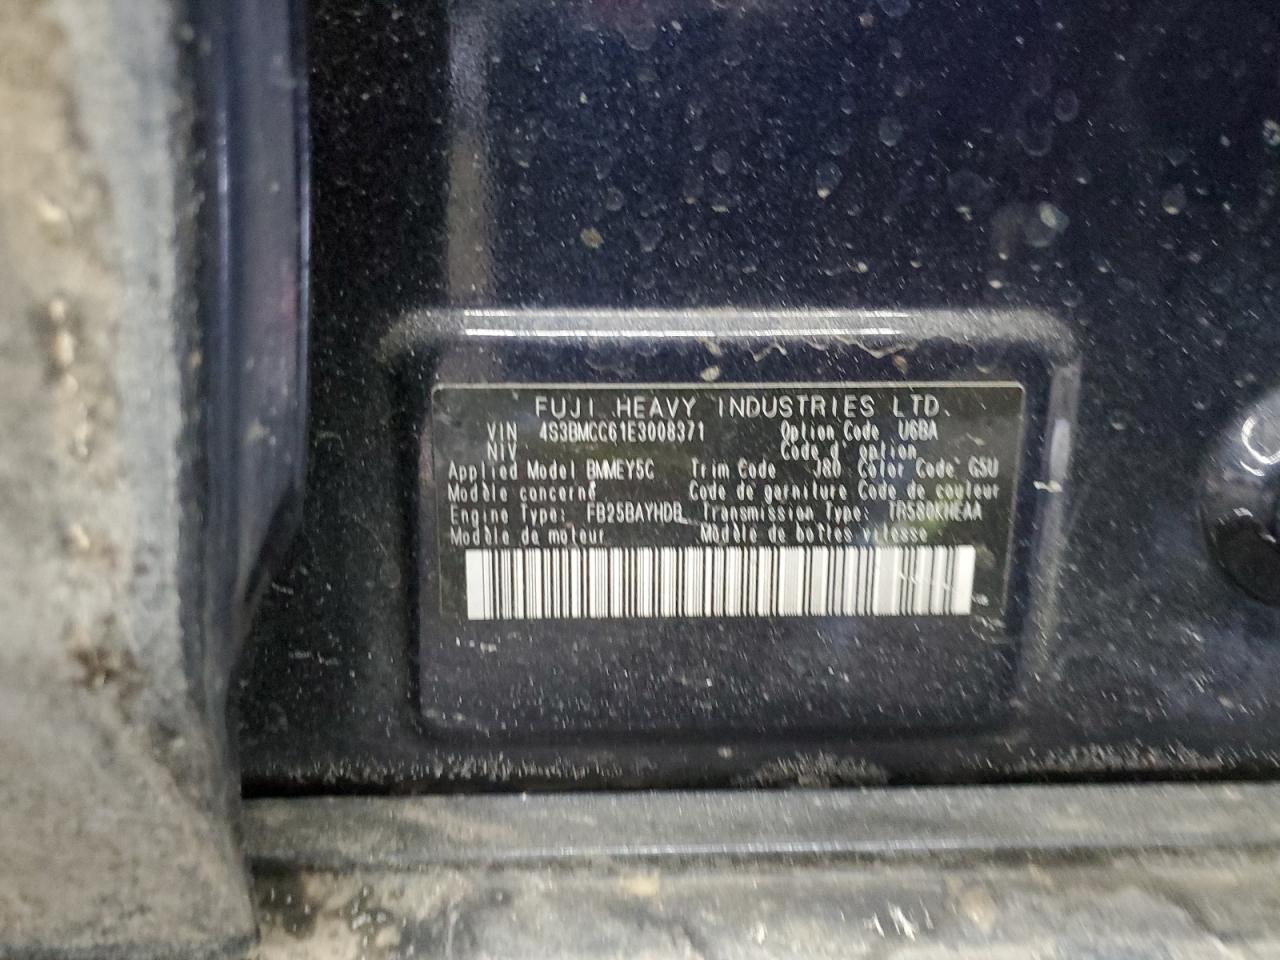 FUJI HEAVY INDUSTRIES LTD.
VIN 4S3BMCC61E3008371 Option Code U6BA
NIV Code d' option
Applied Model BMMEY5C Trim Code J80 Color Code G5U
Modèle concerné Code de garniture Code de couleur
Engine Type: FB25BAYHDB Transmission Type: TR580KHEAA
Modèle de moteur Modèle de boîtes vitesse